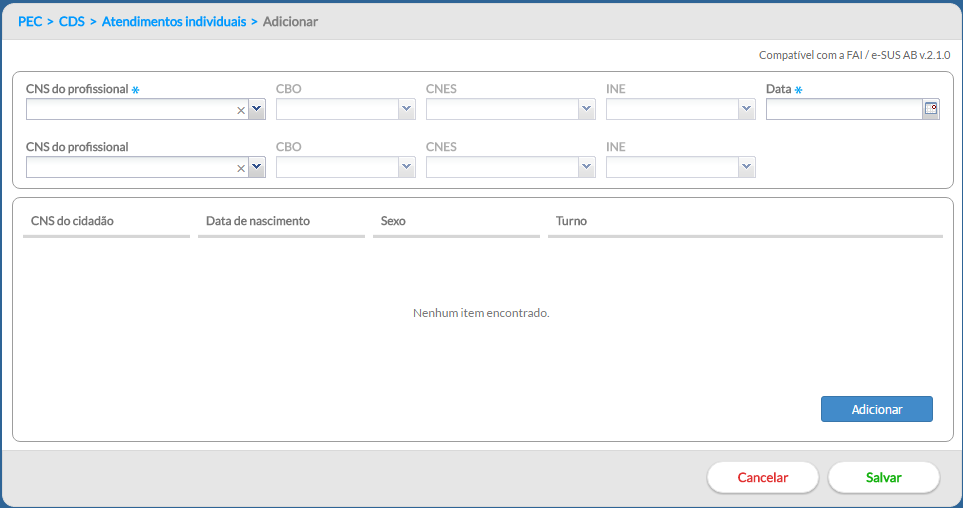 PEC > CDS > Atendimentos individuais > Adicionar
Compatível com a FAI / e-SUS AB v.2.1.0
CNS do profissional * CBO CNES INE Data *
CNS do profissional CBO CNES INE
CNS do cidadão Data de nascimento Sexo Turno
Nenhum item encontrado.
Adicionar
Cancelar Salvar